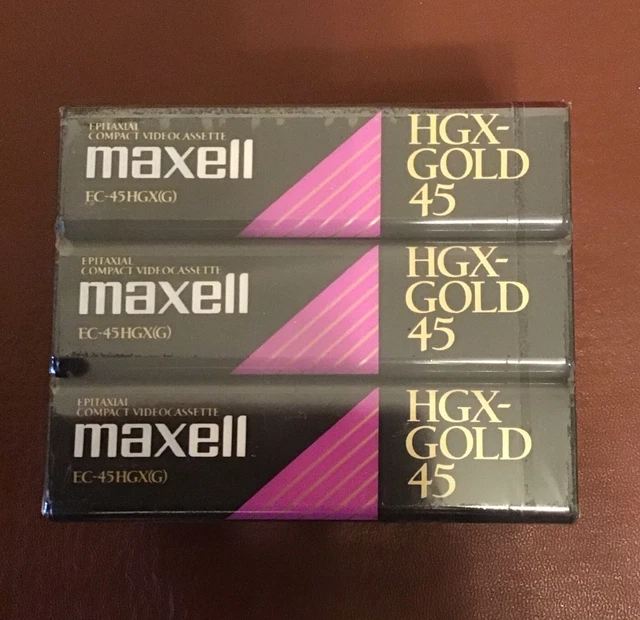 EPITAXIAL
COMPACT VIDEOCASSETTE
maxell
EC-45HGX(G)
HGX-
GOLD
45
EPITAXIAL
COMPACT VIDEOCASSETTE
maxell
EC-45HGX(G)
HGX-
GOLD
45
EPITAXIAL
COMPACT VIDEOCASSETTE
maxell
EC-45HGX(G)
HGX-
GOLD
45